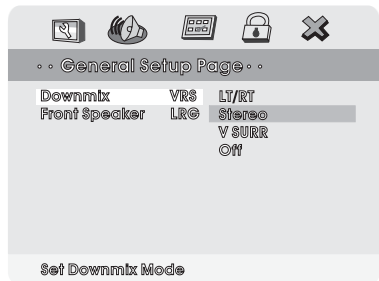 · · General Setup Page · ·
Downmix VRS LT/RT
Front Speaker LRG Stereo
V SURR
Off
Set Downmix Mode